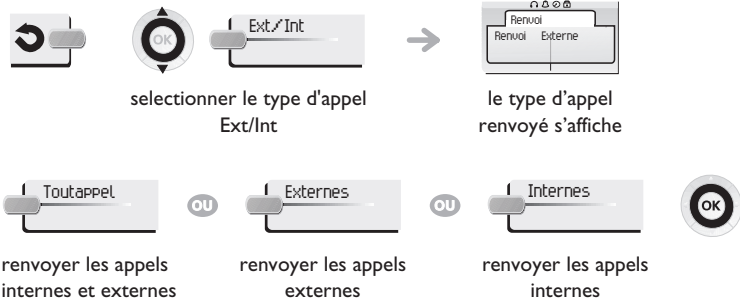 Ext/Int
OK
Renvoi
Renvoi Externe
selectionner le type d'appel
Ext/Int
le type d’appel
renvoyé s’affiche
Toutappel
OU
Externes
OU
Internes
OK
renvoyer les appels
internes et externes
renvoyer les appels
externes
renvoyer les appels
internes